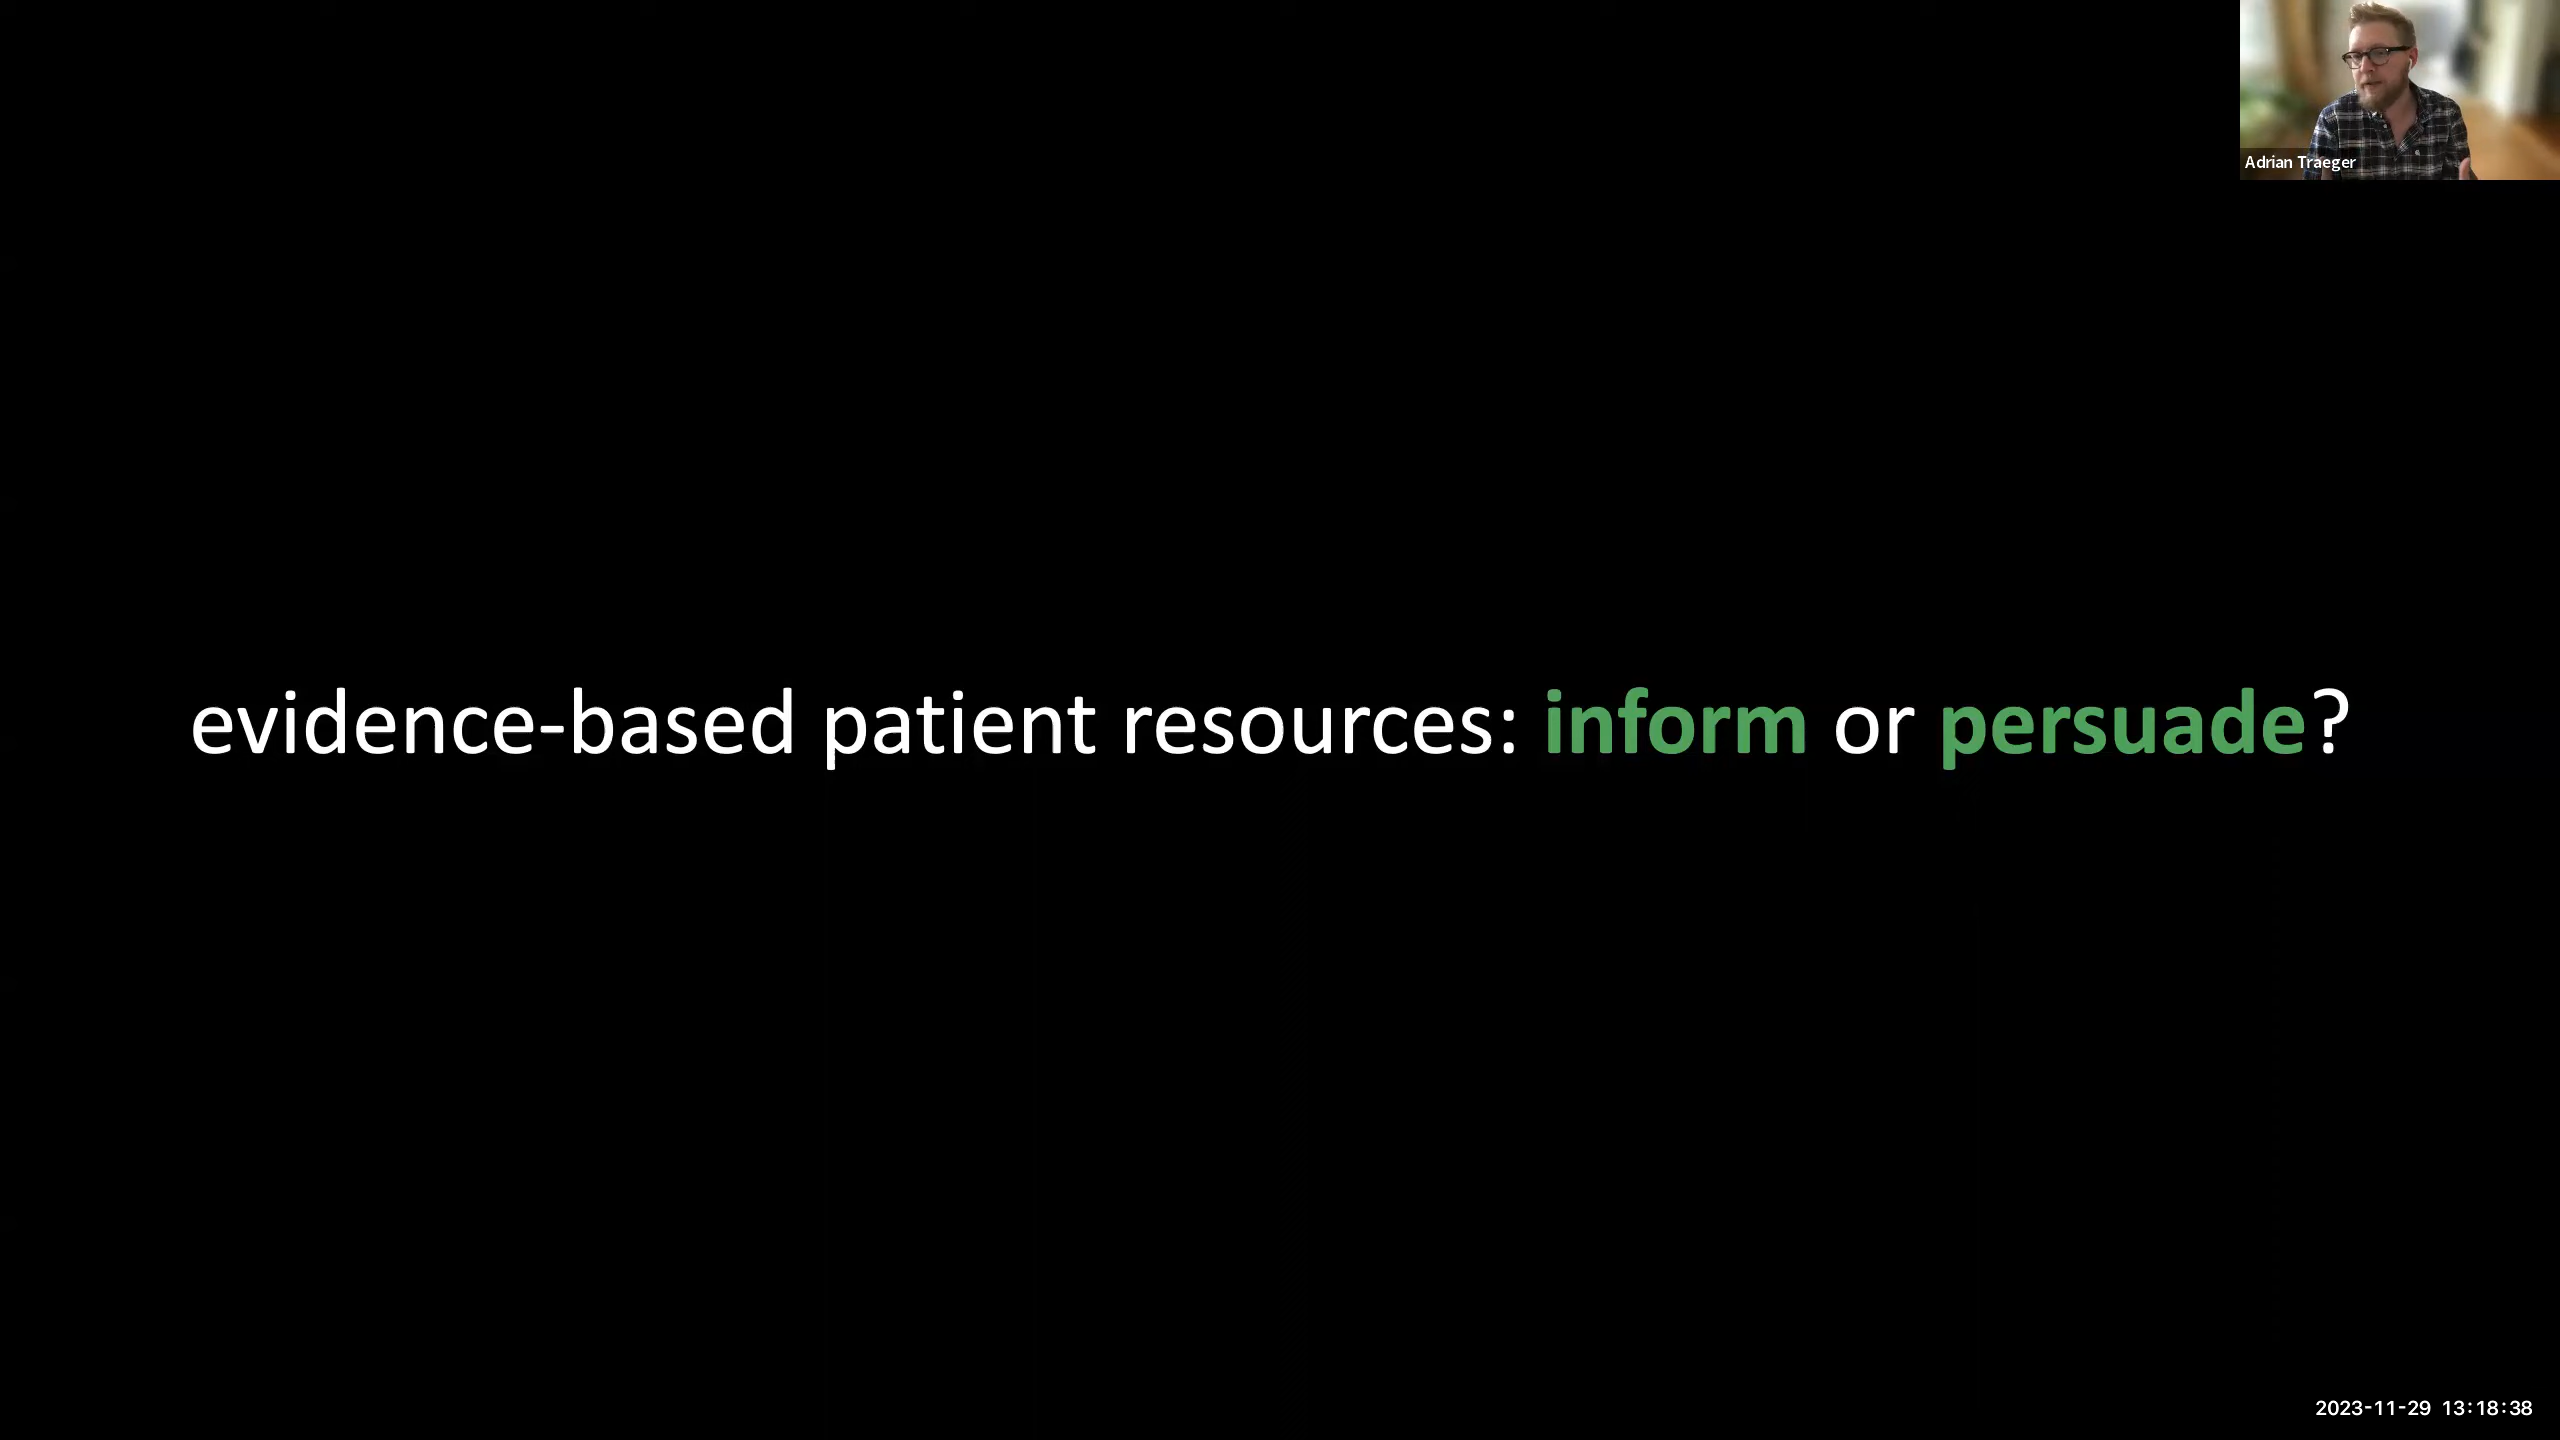 Adrian Traeger
evidence-based patient resources: inform or persuade?
2023-11-29 13:18:38